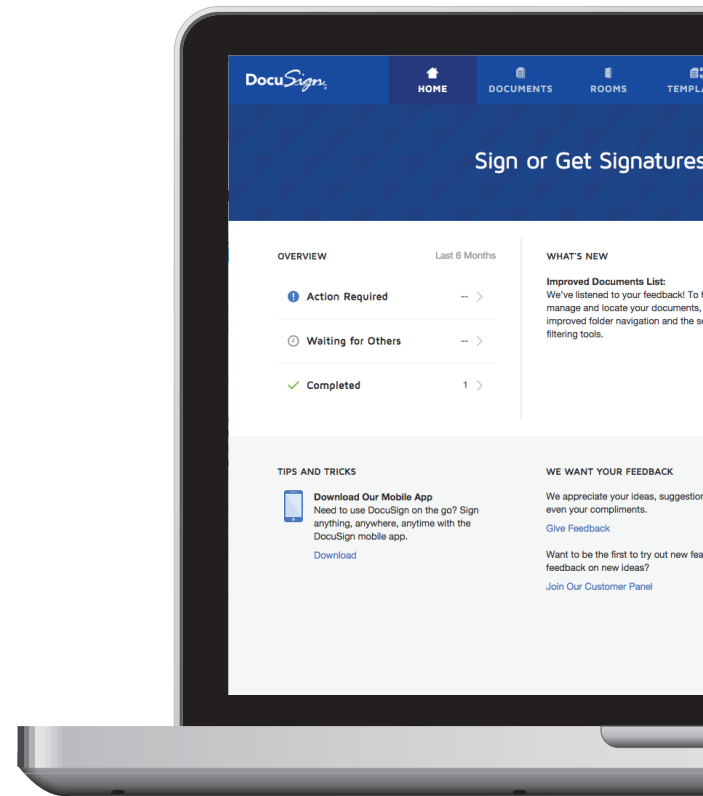 DocuSign
HOME
DOCUMENTS
ROOMS
Sign or Get Signatures
OVERVIEW
Last 6 Months
Action Required
--
Waiting for Others
--
Completed
1
WHAT'S NEW
Improved Documents List:
We've listened to your feedback! To
manage and locate your documents,
improved folder navigation and the
filtering tools.
TIPS AND TRICKS
Download Our Mobile App
Need to use DocuSign on the go? Sign
anything, anywhere, anytime with the
DocuSign mobile app.
Download
WE WANT YOUR FEEDBACK
We appreciate your ideas,
even your compliments.
Give Feedback
Want to be the first to try out new
feedback on new ideas?
Join Our Customer Panel